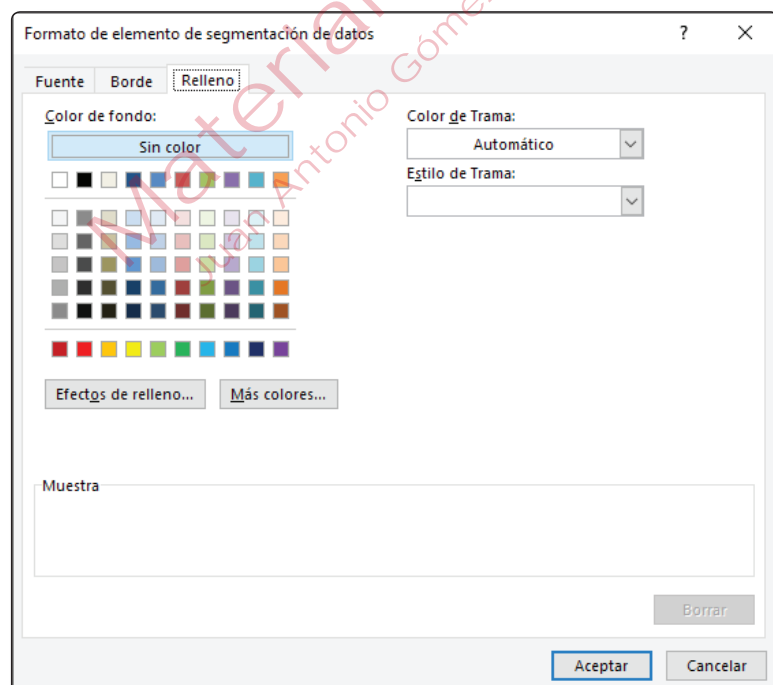 Formato de elemento de segmentación de datos ?
Fuente Borde Relleno
Color de fondo:
Sin color
Efectos de relleno...
Más colores...
Color de Trama:
Automático
Estilo de Trama:
Muestra
Borrar
Aceptar
Cancelar
Material
Juan Antonio Gómez